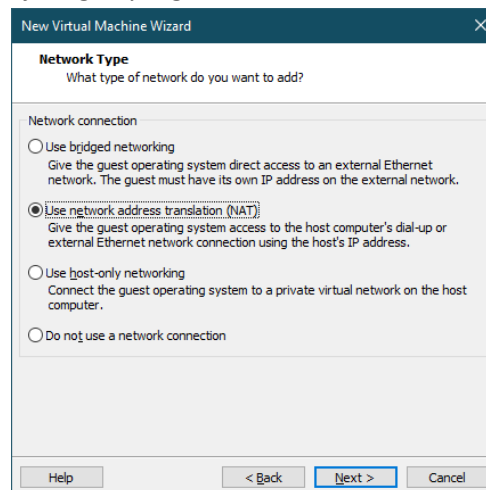 New Virtual Machine Wizard
Network Type
What type of network do you want to add?
Network connection
Use bridged networking
Give the guest operating system direct access to an external Ethernet
network. The guest must have its own IP address on the external network.
Use network address translation (NAT)
Give the guest operating system access to the host computer's dial-up or
external Ethernet network connection using the host's IP address.
Use host-only networking
Connect the guest operating system to a private virtual network on the host
computer.
Do not use a network connection
Help < Back Next > Cancel